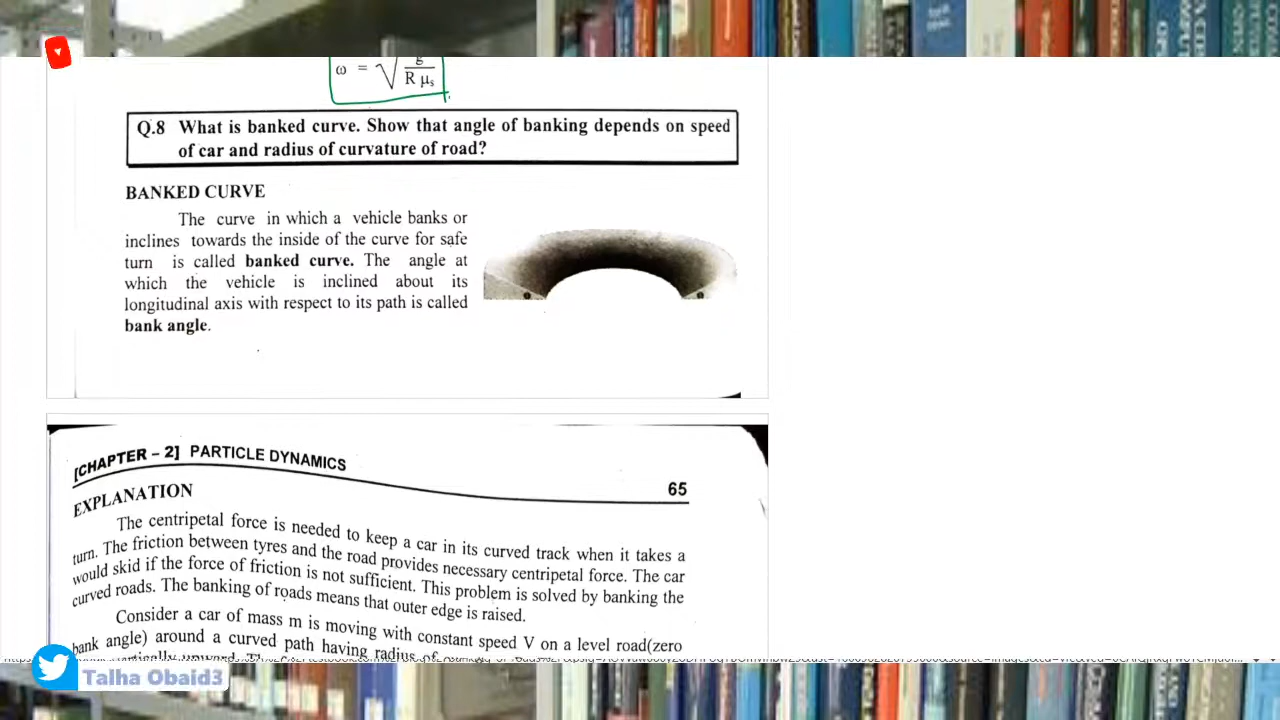 ω = √ g
R μs
Q.8 What is banked curve. Show that angle of banking depends on speed
of car and radius of curvature of road?
BANKED CURVE
The curve in which a vehicle banks or
inclines towards the inside of the curve for safe
turn is called banked curve. The angle at
which the vehicle is inclined about its
longitudinal axis with respect to its path is called
bank angle.
[CHAPTER – 2] PARTICLE DYNAMICS
65
EXPLANATION
The centripetal force is needed to keep a car in its curved track when it takes a
turn. The friction between tyres and the road provides necessary centripetal force. The car
would skid if the force of friction is not sufficient. This problem is solved by banking the
curved roads. The banking of roads means that outer edge is raised.
Consider a car of mass m is moving with constant speed V on a level road(zero
bank angle) around a curved path having radius of
Talha Obaid3